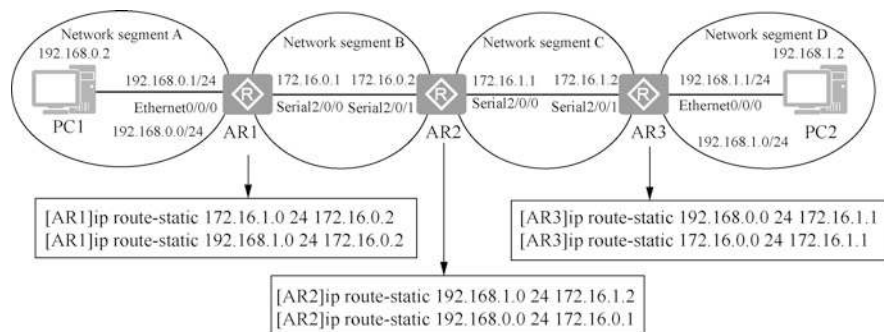 Network segment A
192.168.0.2
PC1
192.168.0.1/24
Ethernet0/0/0
192.168.0.0/24
AR1
Network segment B
172.16.0.1
172.16.0.2
Serial2/0/0
Serial2/0/1
AR2
Network segment C
172.16.1.1
172.16.1.2
Serial2/0/0
Serial2/0/1
AR3
Network segment D
192.168.1.2
192.168.1.1/24
Ethernet0/0/0
PC2
192.168.1.0/24
R
R
R
[AR1]ip route-static 172.16.1.0 24 172.16.0.2
[AR1]ip route-static 192.168.1.0 24 172.16.0.2
[AR3]ip route-static 192.168.0.0 24 172.16.1.1
[AR3]ip route-static 172.16.0.0 24 172.16.1.1
[AR2]ip route-static 192.168.1.0 24 172.16.1.2
[AR2]ip route-static 192.168.0.0 24 172.16.0.1